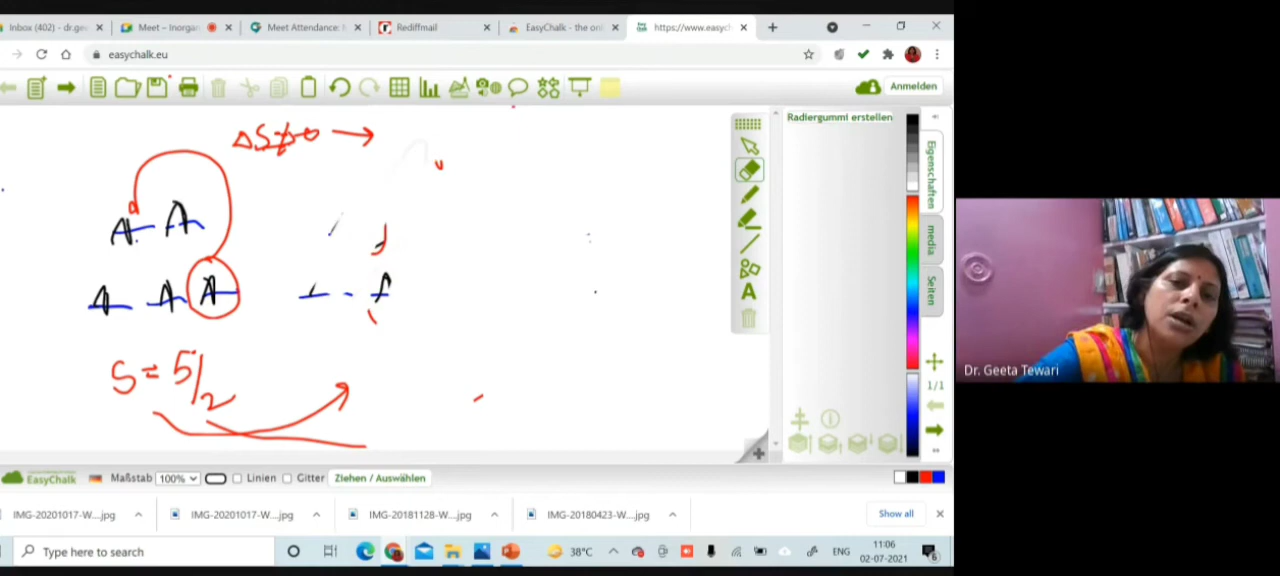 Inbox (402) - dr.gee
Meet – Inorgan
Meet Attendance: M
Rediffmail
EasyChalk - the onl
https://www.easych
easychalk.eu
Anmelden
Radiergummi erstellen
Eigenschaften
media
Seiten
ΔS≠0 →
S = 5/2
A
1/1
Dr. Geeta Tewari
EasyChalk
Maßstab 100% Linien Gitter Ziehen / Auswählen
IMG-20201017-W....jpg
IMG-20201017-W....jpg
IMG-20181128-W....jpg
IMG-20180423-W....jpg
Show all
Type here to search
38°C
ENG
11:06
02-07-2021
6